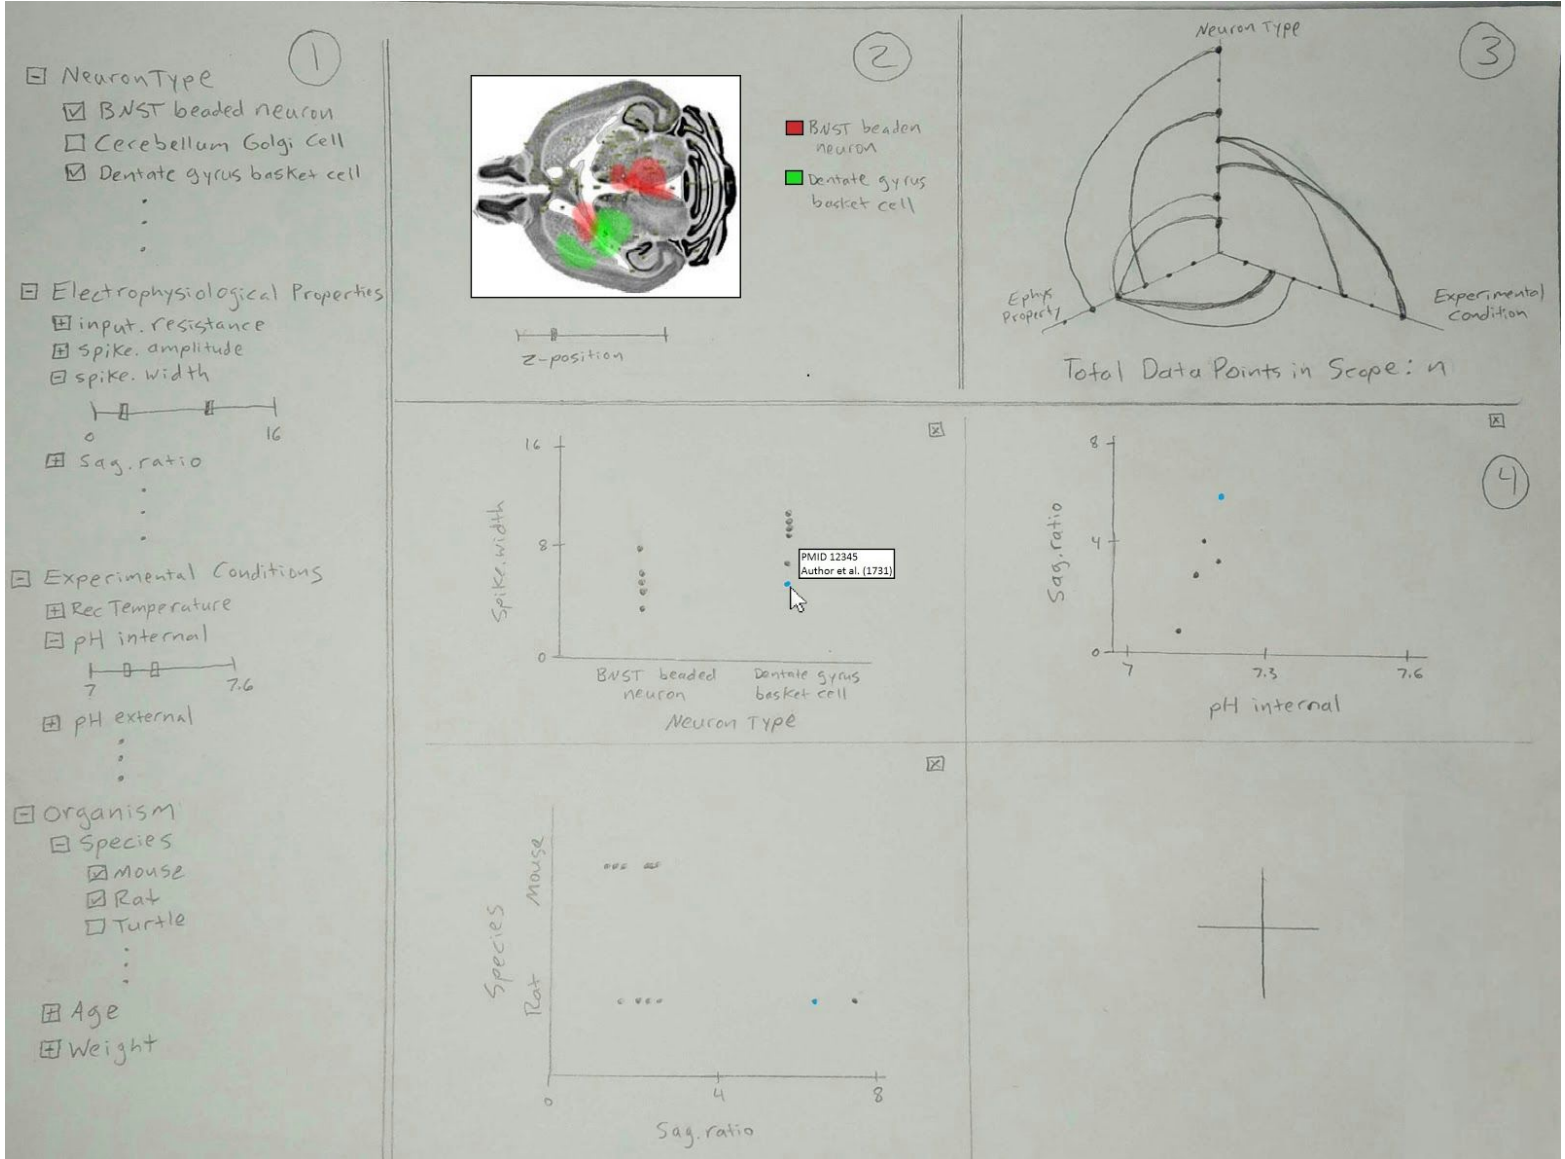 1
Neuron Type
BNST beaded neuron
Cerebellum Golgi Cell
Dentate gyrus basket cell
Electrophysiological Properties
input.resistance
spike.amplitude
spike.width
0
16
Sag.ratio
Experimental Conditions
Rec Temperature
pH internal
7
7.6
pH external
Organism
Species
Mouse
Rat
Turtle
Age
Weight
2
BNST beaden
neuron
Dentate gyrus
basket cell
z-position
3
Neuron Type
Ephys
Property
Experimental
Condition
Total Data Points in Scope: n
16
8
0
Spike.width
PMID 12345
Author et al. (1731)
BNST beaded
neuron
Dentate gyrus
basket cell
Neuron Type
4
8
4
0
Sag.ratio
7
7.3
7.6
pH internal
Species
Mouse
Rat
0
4
8
Sag.ratio